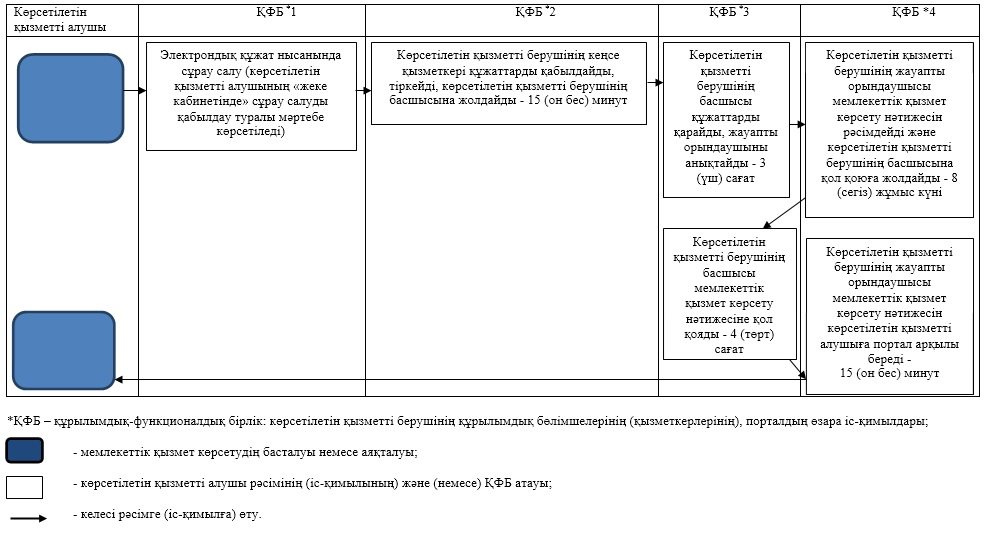 Көрсетілетін
қызметті алушы
ҚФБ *1
ҚФБ *2
ҚФБ *3
ҚФБ *4
Электрондық құжат нысанында
сұрау салу (көрсетілетін
қызметті алушының «жеке
кабинетінде» сұрау салуды
қабылдау туралы мәртебе
көрсетіледі)
Көрсетілетін қызметті берушінің кеңсе
қызметкері құжаттарды қабылдайды,
тіркейді, көрсетілетін қызметті берушінің
басшысына жолдайды - 15 (он бес) минут
Көрсетілетін
қызметті
берушінің
басшысы
құжаттарды
қарайды, жауапты
орындаушыны
анықтайды - 3
(үш) сағат
Көрсетілетін қызметті
берушінің жауапты
орындаушысы
мемлекеттік қызмет
көрсету нәтижесін
рәсімдейді және
көрсетілетін қызметті
берушінің басшысына
қол қоюға жолдайды - 8
(сегіз) жұмыс күні
Көрсетілетін
қызметті берушінің
басшысы
мемлекеттік
қызмет көрсету
нәтижесіне қол
қояды - 4 (төрт)
сағат
Көрсетілетін қызметті
берушінің жауапты
орындаушысы
мемлекеттік қызмет
көрсету нәтижесін
көрсетілетін қызметті
алушыға портал арқылы
береді -
15 (он бес) минут
*ҚФБ – құрылымдық-функционалдық бірлік: көрсетілетін қызметті берушінің құрылымдық бөлімшелерінің (қызметкерлерінің), порталдың өзара іс-қимылдары;
- мемлекеттік қызмет көрсетудің басталуы немесе аяқталуы;
- көрсетілетін қызметті алушы рәсімінің (іс-қимылының) және (немесе) ҚФБ атауы;
- келесі рәсімге (іс-қимылға) өту.